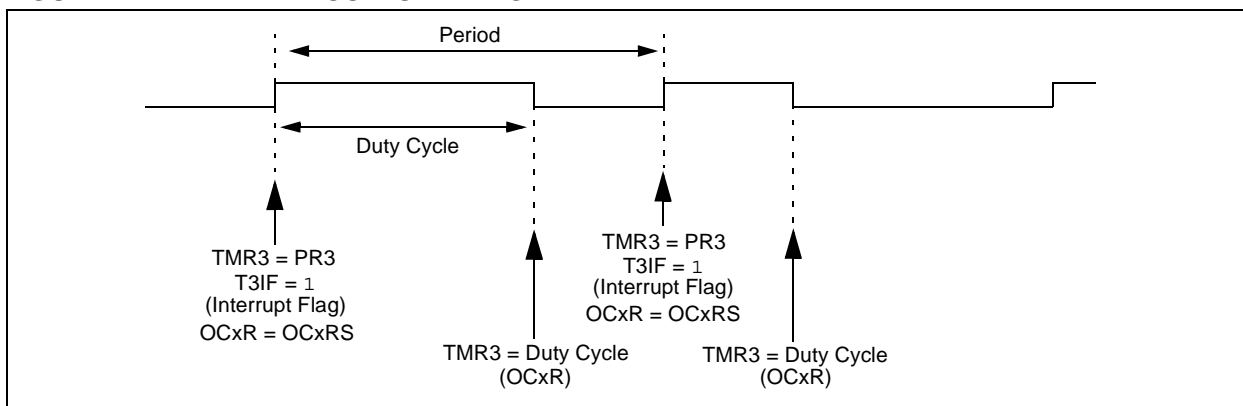 Period
Duty Cycle
TMR3 = PR3
T3IF = 1
(Interrupt Flag)
OCxR = OCxRS
TMR3 = Duty Cycle
(OCxR)
TMR3 = PR3
T3IF = 1
(Interrupt Flag)
OCxR = OCxRS
TMR3 = Duty Cycle
(OCxR)